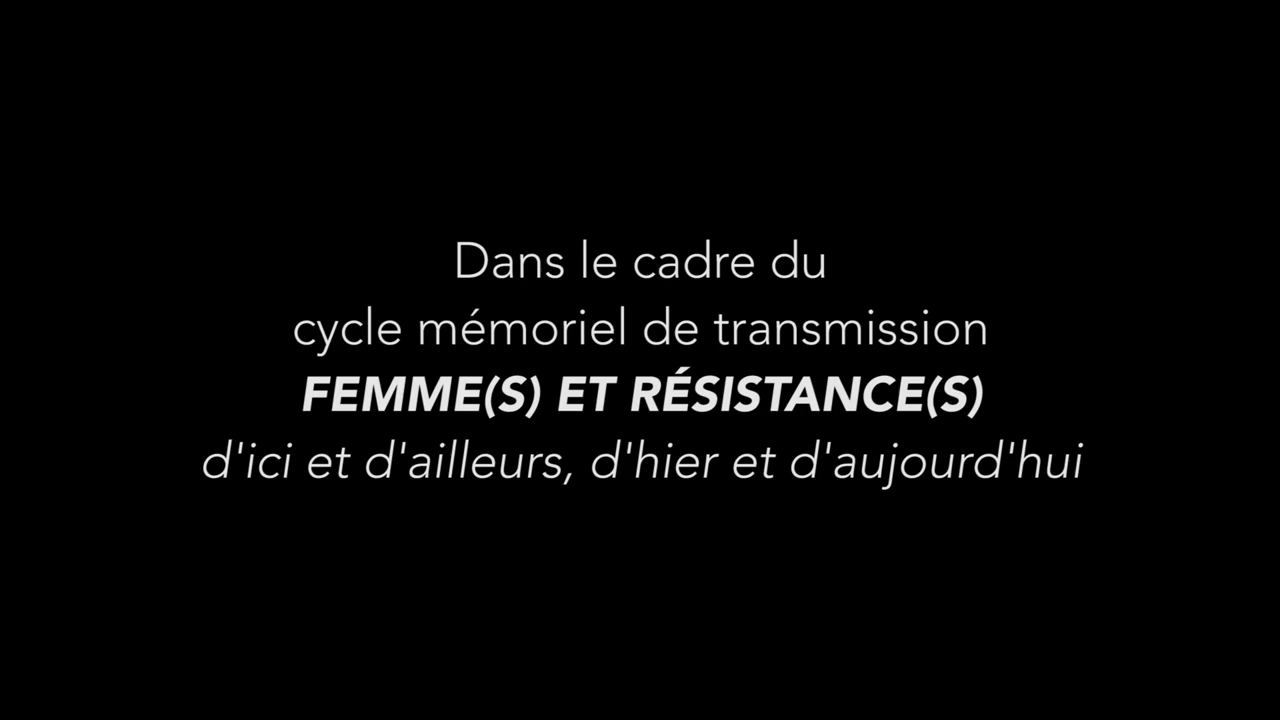 Dans le cadre du
cycle mémoriel de transmission
FEMME(S) ET RÉSISTANCE(S)
d'ici et d'ailleurs, d'hier et d'aujourd'hui